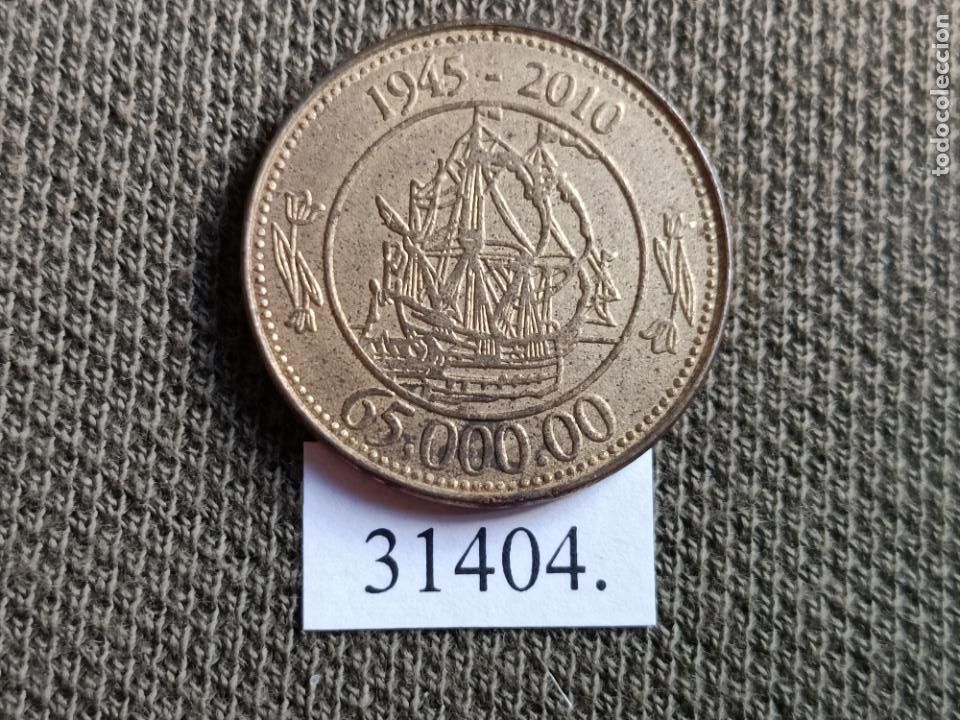 1945 - 2010
65.000.00
31404.
todocoleccion